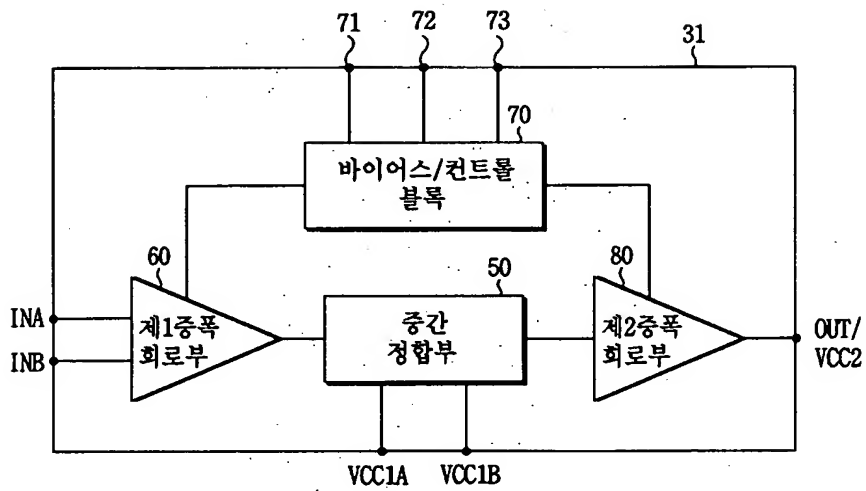 71
72
73
31
70
바이어스/컨트롤
블록
60
50
80
INA
INB
제1증폭
회로부
중간
정합부
제2증폭
회로부
OUT/
VCC2
VCC1A
VCC1B